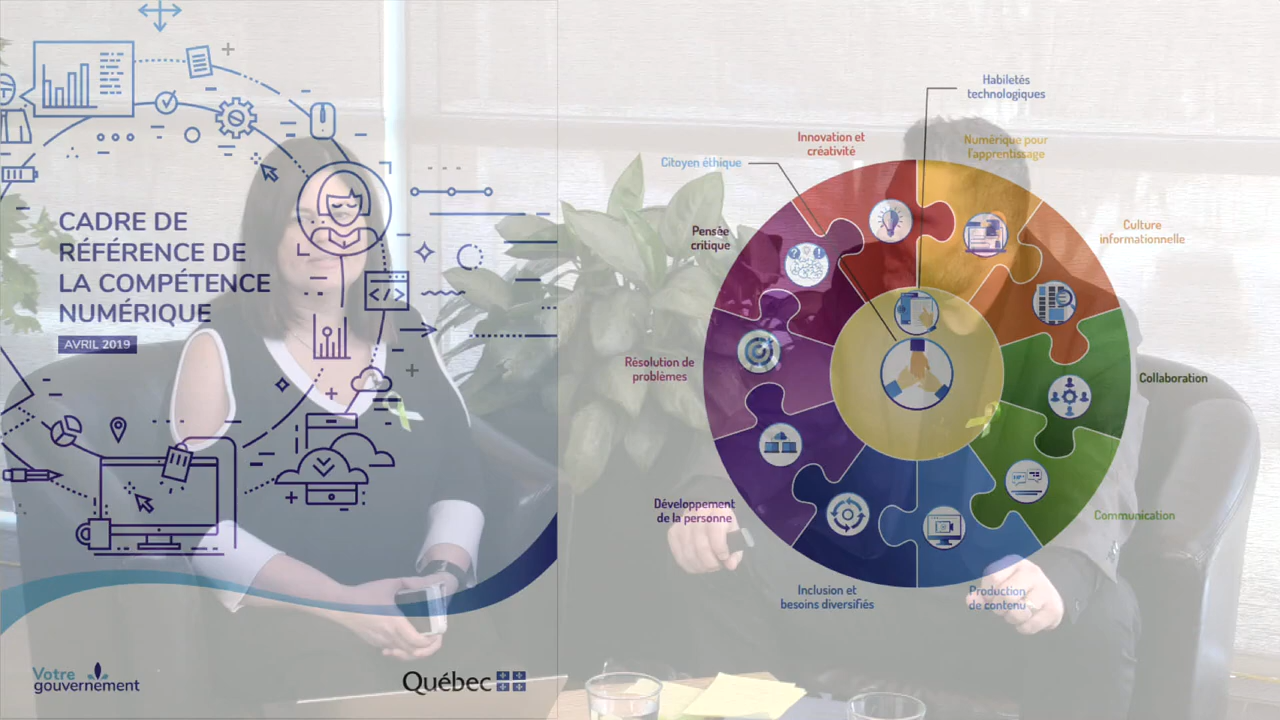 CADRE DE
RÉFÉRENCE DE
LA COMPÉTENCE
NUMÉRIQUE
AVRIL 2019
Votre
gouvernement
Québec
Habiletés
technologiques
Innovation et
créativité
Numérique pour
l'apprentissage
Citoyen éthique
Pensée
critique
Culture
informationnelle
Résolution de
problèmes
Collaboration
Développement
de la personne
Communication
Inclusion et
besoins diversifiés
Production
de contenu